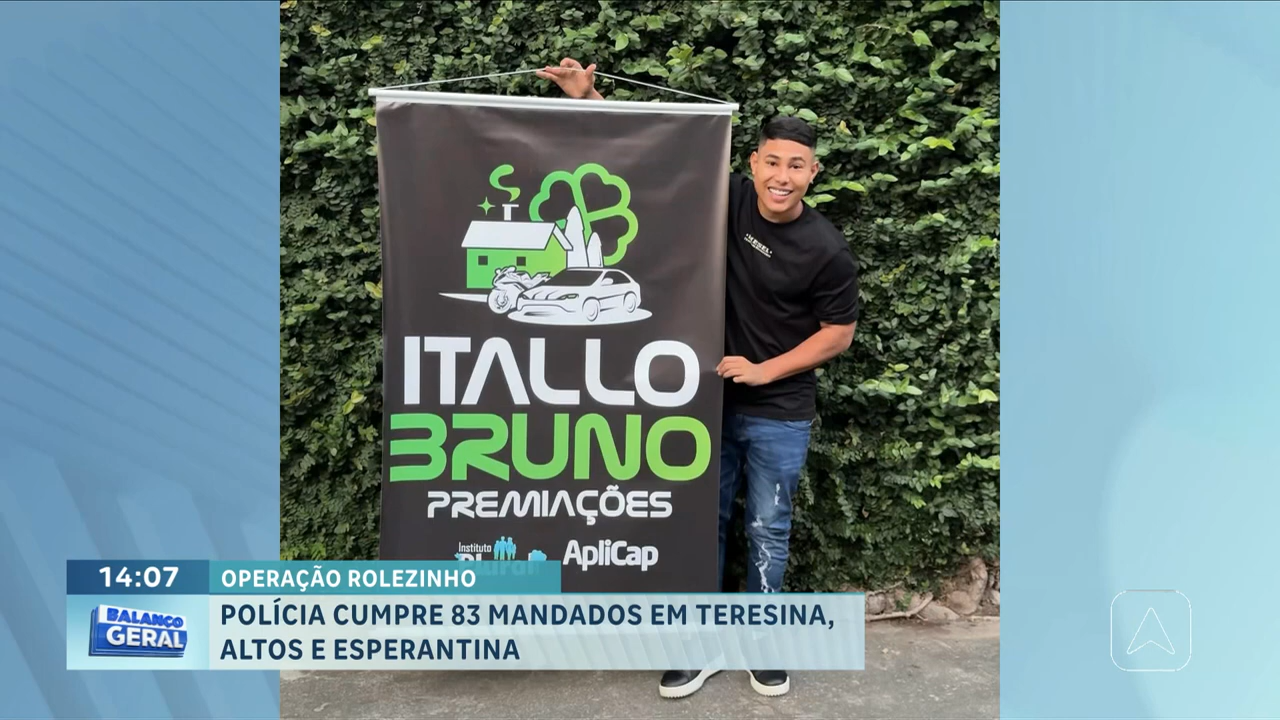 ITALLO
BRUNO
PREMIAÇÕES
Instituto
Plural
ApliCap
14:07
OPERAÇÃO ROLEZINHO
BALANÇO
GERAL
POLÍCIA CUMPRE 83 MANDADOS EM TERESINA,
ALTOS E ESPERANTINA